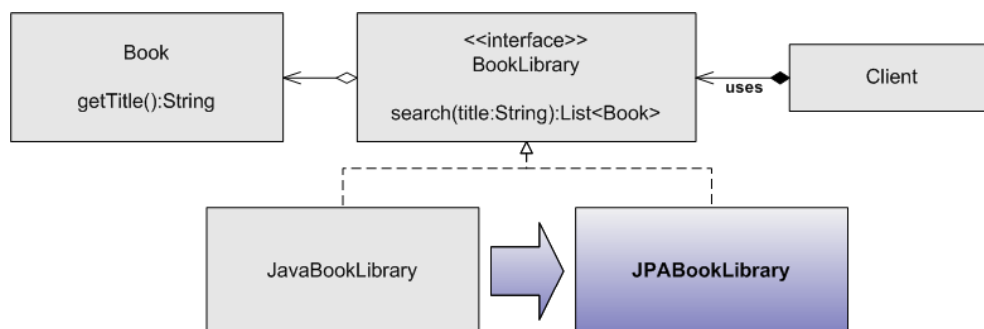 Book
getTitle():String
<<interface>>
BookLibrary
search(title:String):List<Book>
uses
Client
JavaBookLibrary
JPABookLibrary